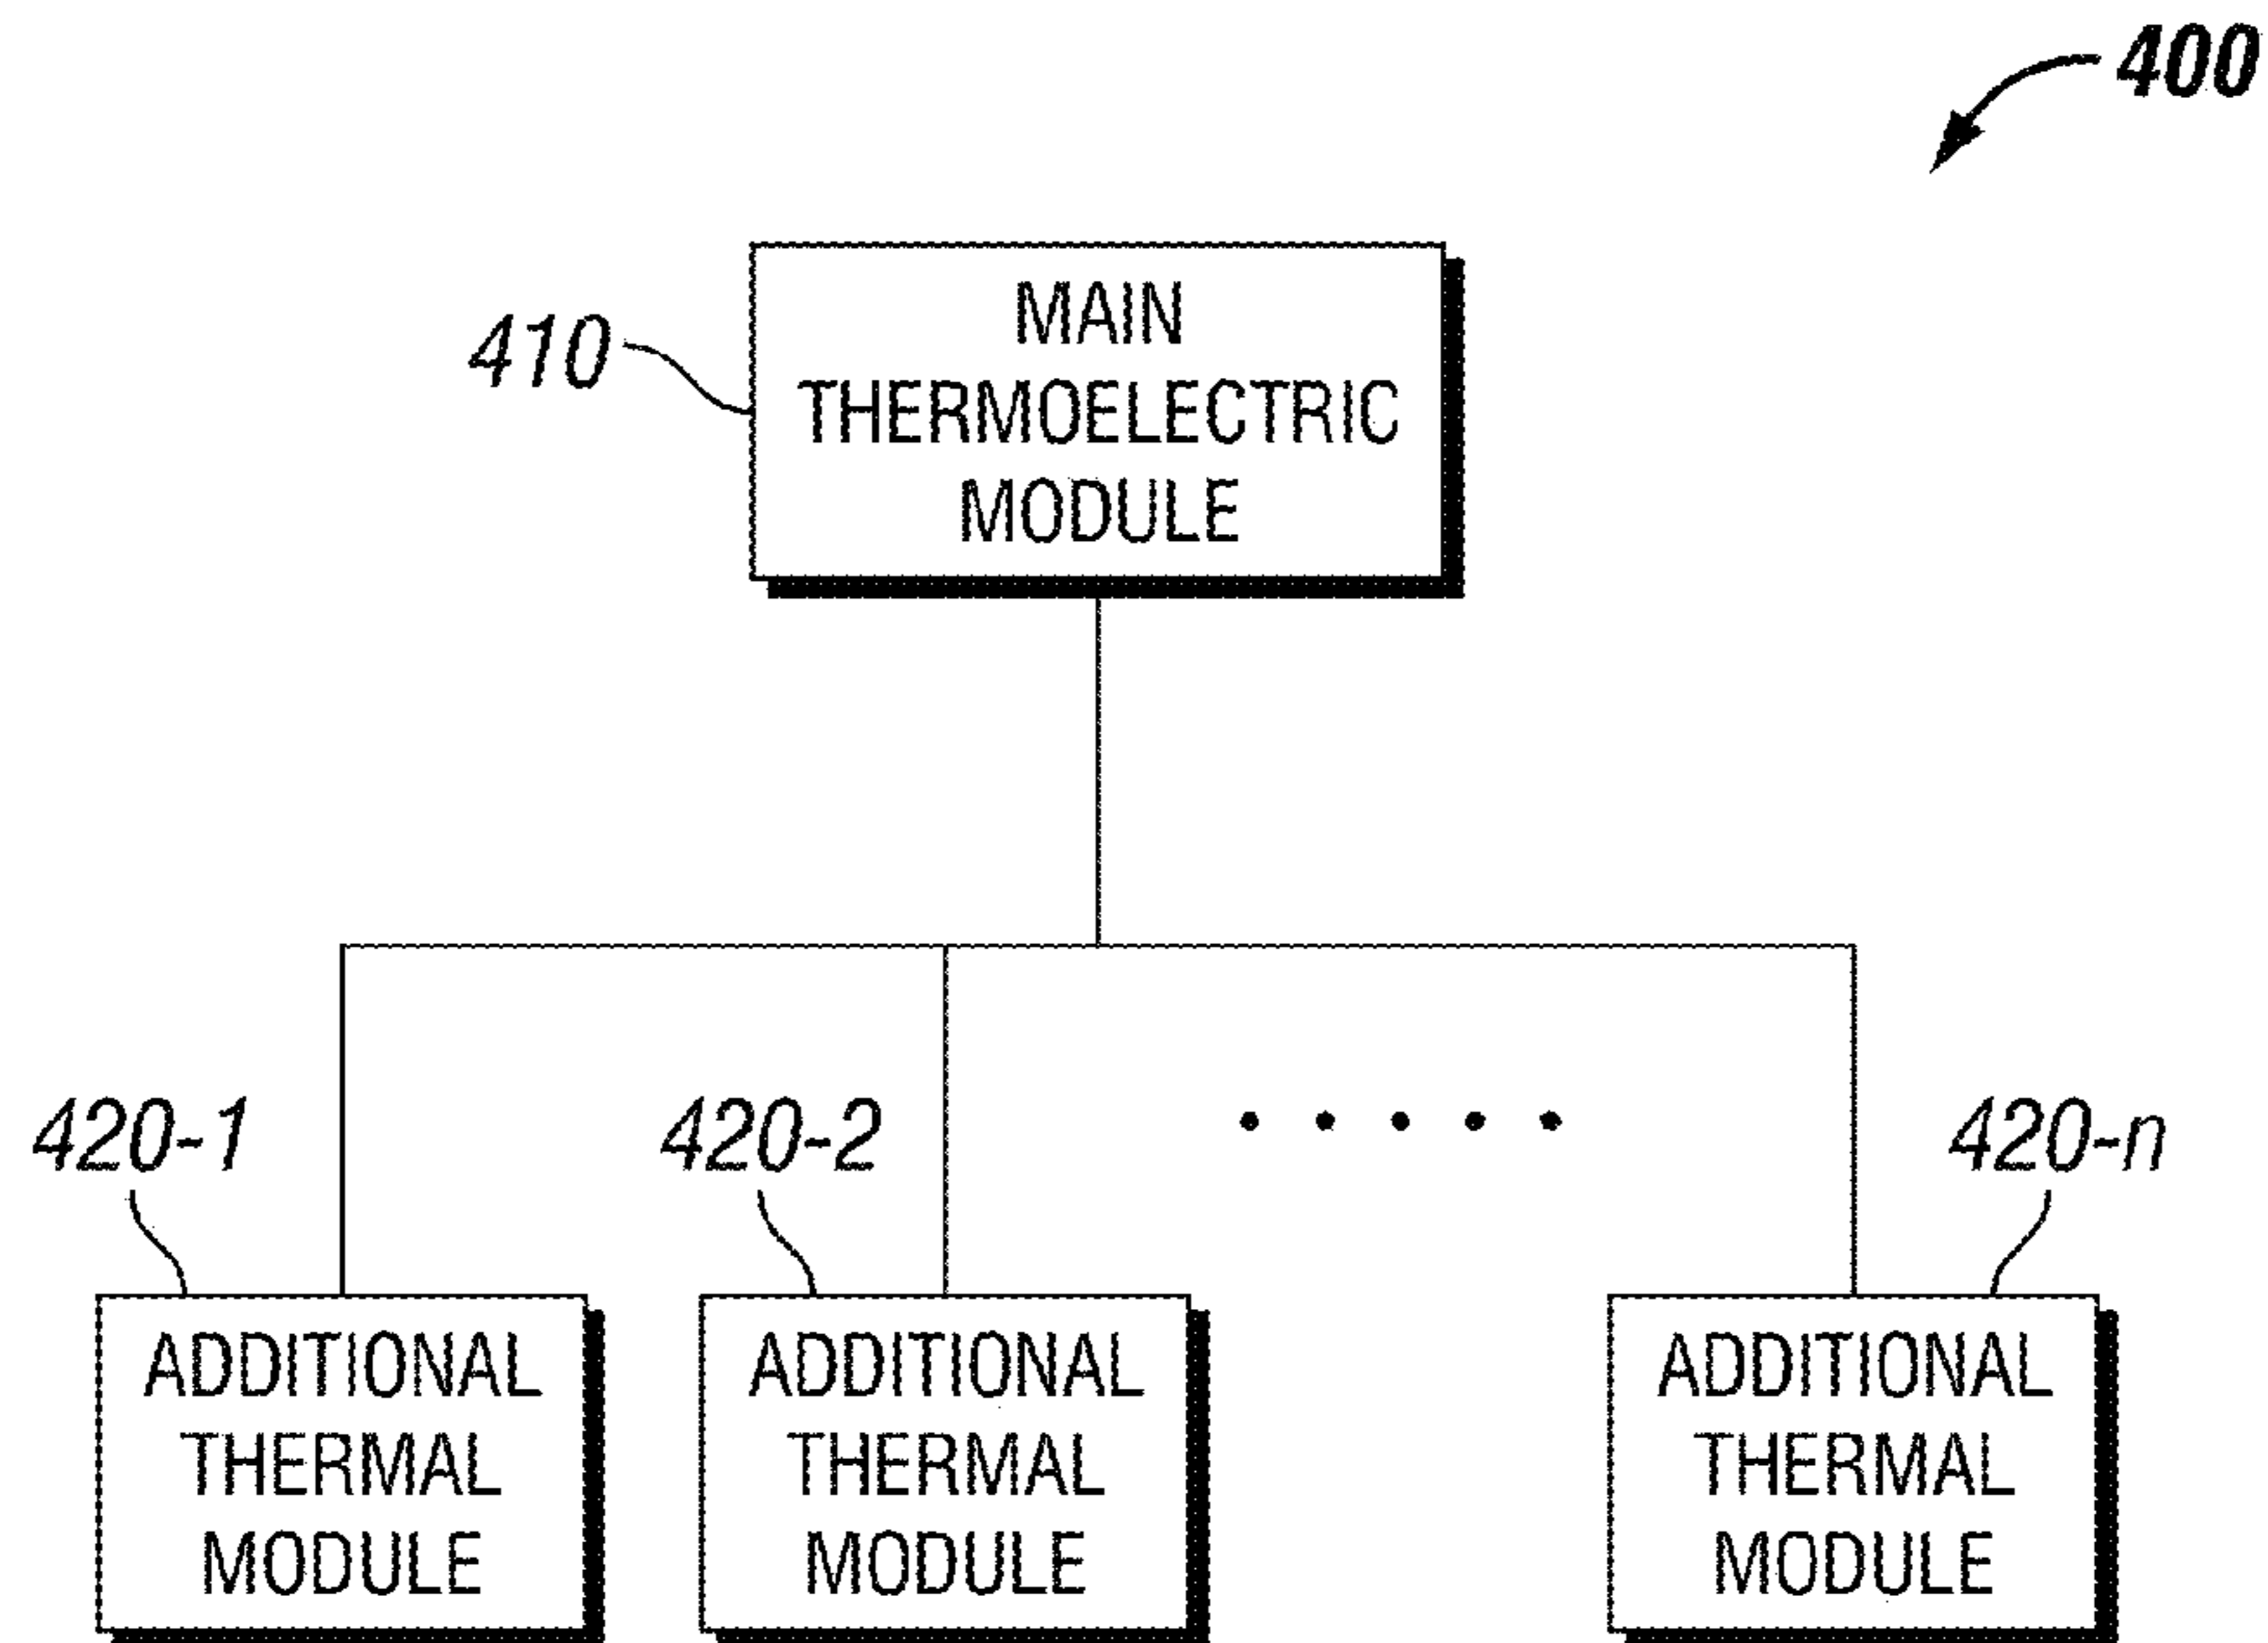 400
410
MAIN
THERMOELECTRIC
MODULE
420-1
420-2
420-n
ADDITIONAL
THERMAL
MODULE
ADDITIONAL
THERMAL
MODULE
ADDITIONAL
THERMAL
MODULE